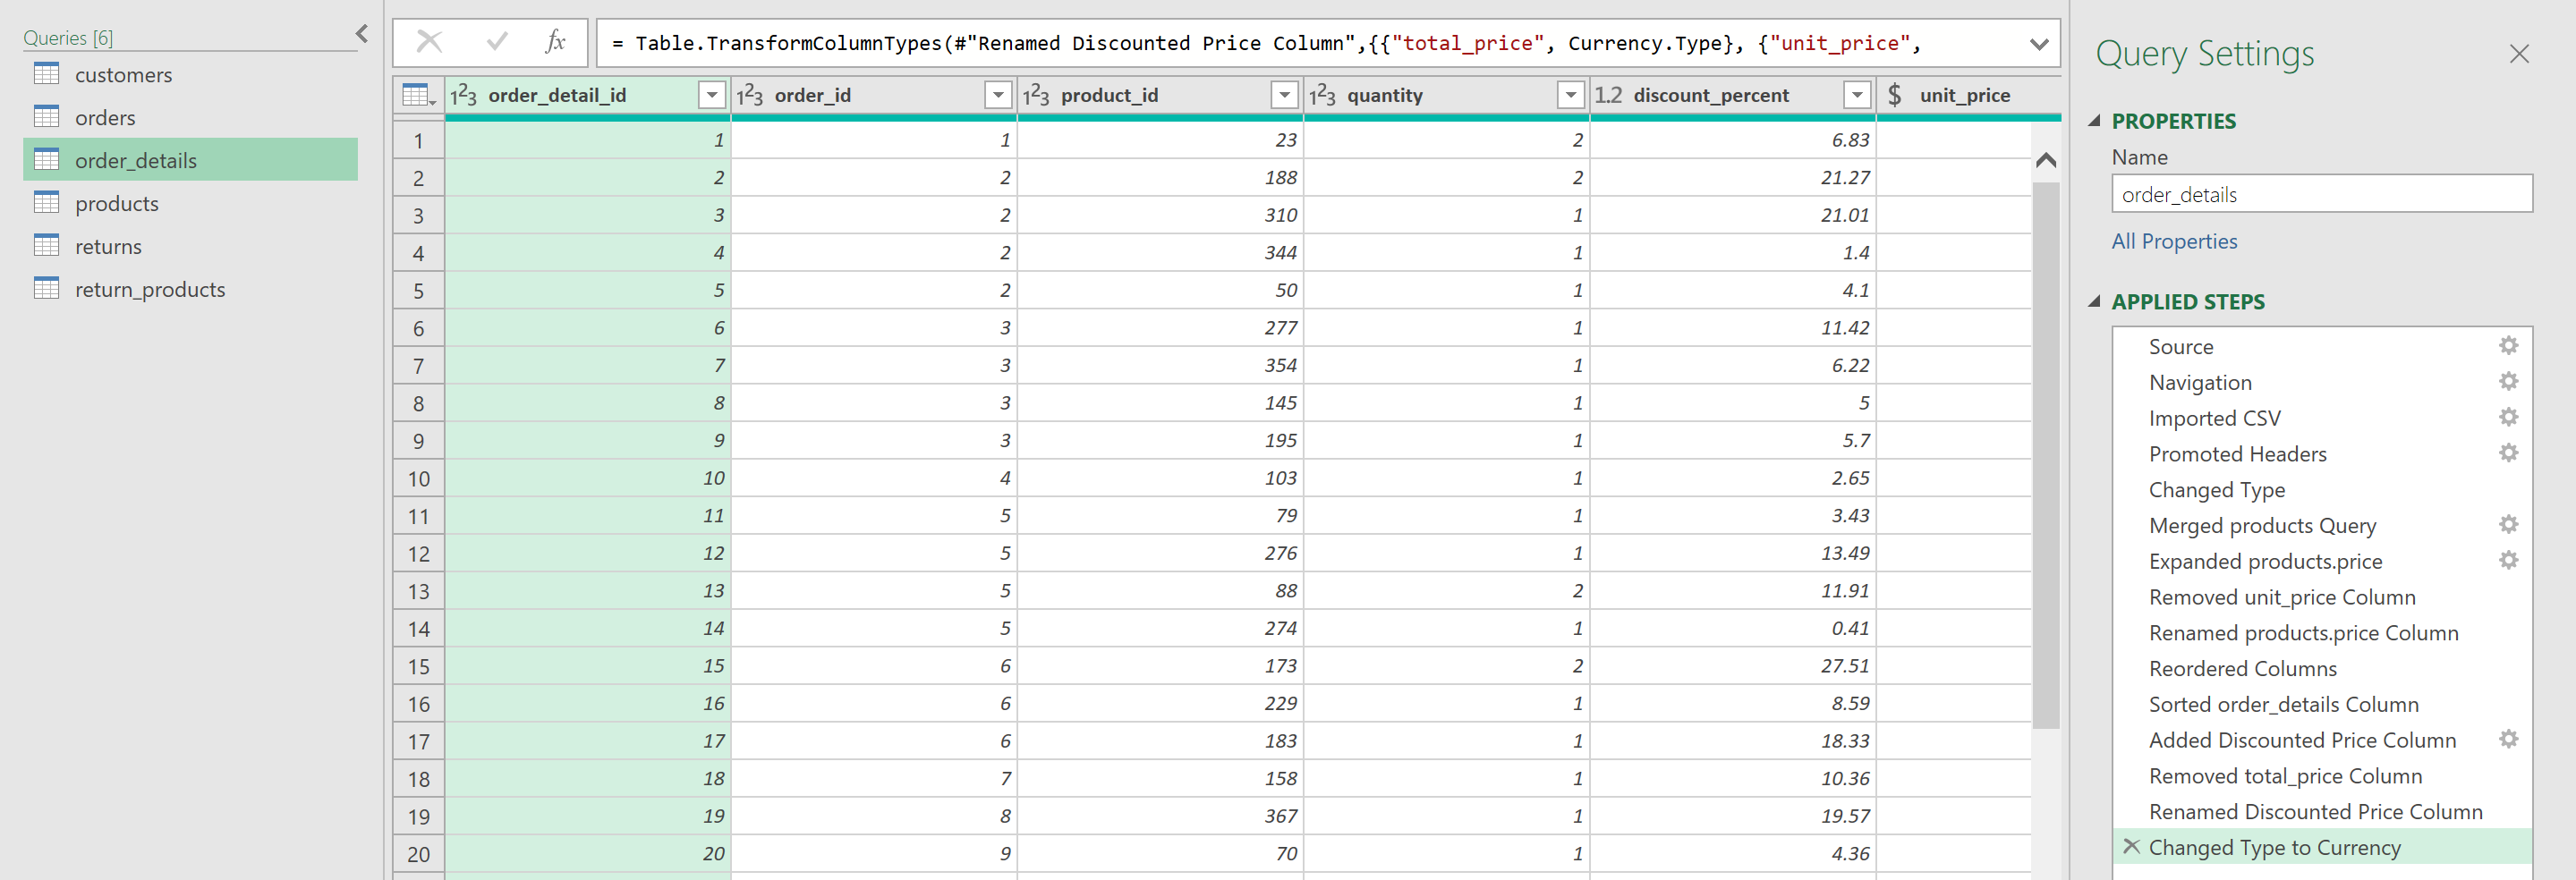 Queries [6]
customers
orders
order_details
products
returns
return_products
fx
= Table.TransformColumnTypes(#"Renamed Discounted Price Column",{{"total_price", Currency.Type}, {"unit_price",
1²3 order_detail_id 1²3 order_id 1²3 product_id 1²3 quantity 1.2 discount_percent $ unit_price
1 1 1 23 2 6.83
2 2 2 188 2 21.27
3 3 2 310 1 21.01
4 4 2 344 1 1.4
5 5 2 50 1 4.1
6 6 3 277 1 11.42
7 7 3 354 1 6.22
8 8 3 145 1 5
9 9 3 195 1 5.7
10 10 4 103 1 2.65
11 11 5 79 1 3.43
12 12 5 276 1 13.49
13 13 5 88 2 11.91
14 14 5 274 1 0.41
15 15 6 173 2 27.51
16 16 6 229 1 8.59
17 17 6 183 1 18.33
18 18 7 158 1 10.36
19 19 8 367 1 19.57
20 20 9 70 1 4.36
Query Settings
PROPERTIES
Name
order_details
All Properties
APPLIED STEPS
Source
Navigation
Imported CSV
Promoted Headers
Changed Type
Merged products Query
Expanded products.price
Removed unit_price Column
Renamed products.price Column
Reordered Columns
Sorted order_details Column
Added Discounted Price Column
Removed total_price Column
Renamed Discounted Price Column
Changed Type to Currency